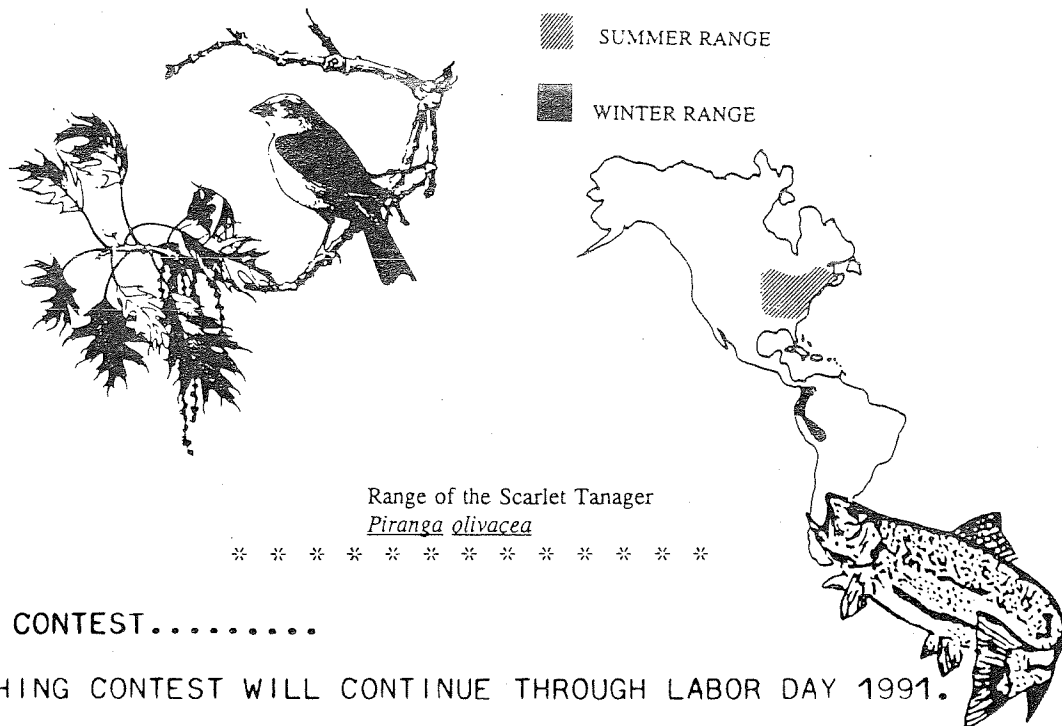 SUMMER RANGE
WINTER RANGE
Range of the Scarlet Tanager
Piranga olivacea
* * * * * * * * * * * * *
CONTEST.........
HING CONTEST WILL CONTINUE THROUGH LABOR DAY 1991.